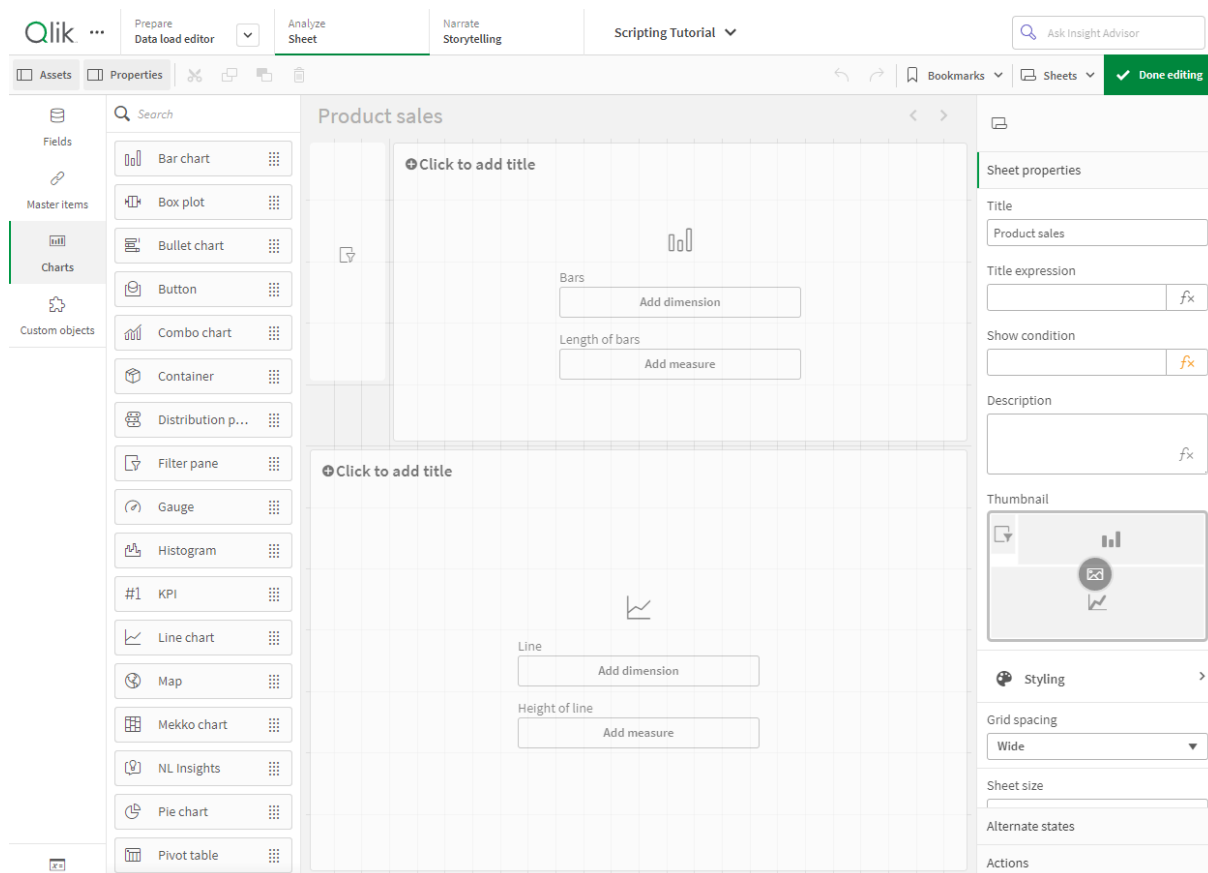 Qlik
Prepare
Data load editor
Analyze
Sheet
Narrate
Storytelling
Scripting Tutorial
Ask Insight Advisor
Assets
Properties
Bookmarks
Sheets
Done editing
Fields
Master items
Charts
Custom objects
Search
Bar chart
Box plot
Bullet chart
Button
Combo chart
Container
Distribution p...
Filter pane
Gauge
Histogram
#1 KPI
Line chart
Map
Mekko chart
NL Insights
Pie chart
Pivot table
Product sales
Click to add title
Bars
Add dimension
Length of bars
Add measure
Click to add title
Line
Add dimension
Height of line
Add measure
Sheet properties
Title
Product sales
Title expression
fx
Show condition
fx
Description
fx
Thumbnail
Styling
Grid spacing
Wide
Sheet size
Alternate states
Actions